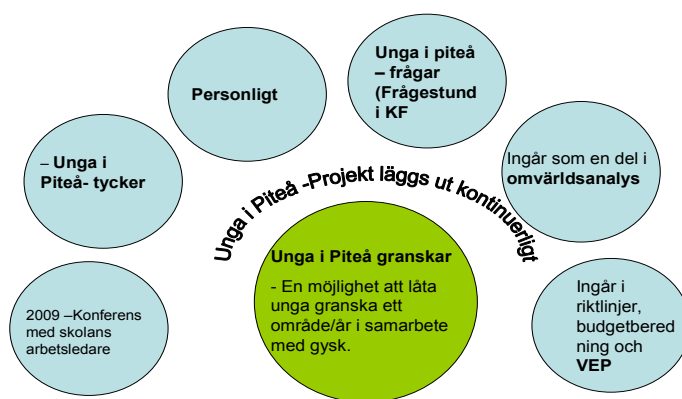 Unga i piteå
– frågar
(Frågestund
i KF
Personligt
– Unga i
Piteå- tycker
Ingår som en del i
omvärldsanalys
Unga i Piteå -Projekt läggs ut kontinuerligt
Unga i Piteå granskar
- En möjlighet att låta
unga granska ett
område/år i samarbete
med gysk.
2009 –Konferens
med skolans
arbetsledare
Ingår i
riktlinjer,
budgetbered
ning och
VEP